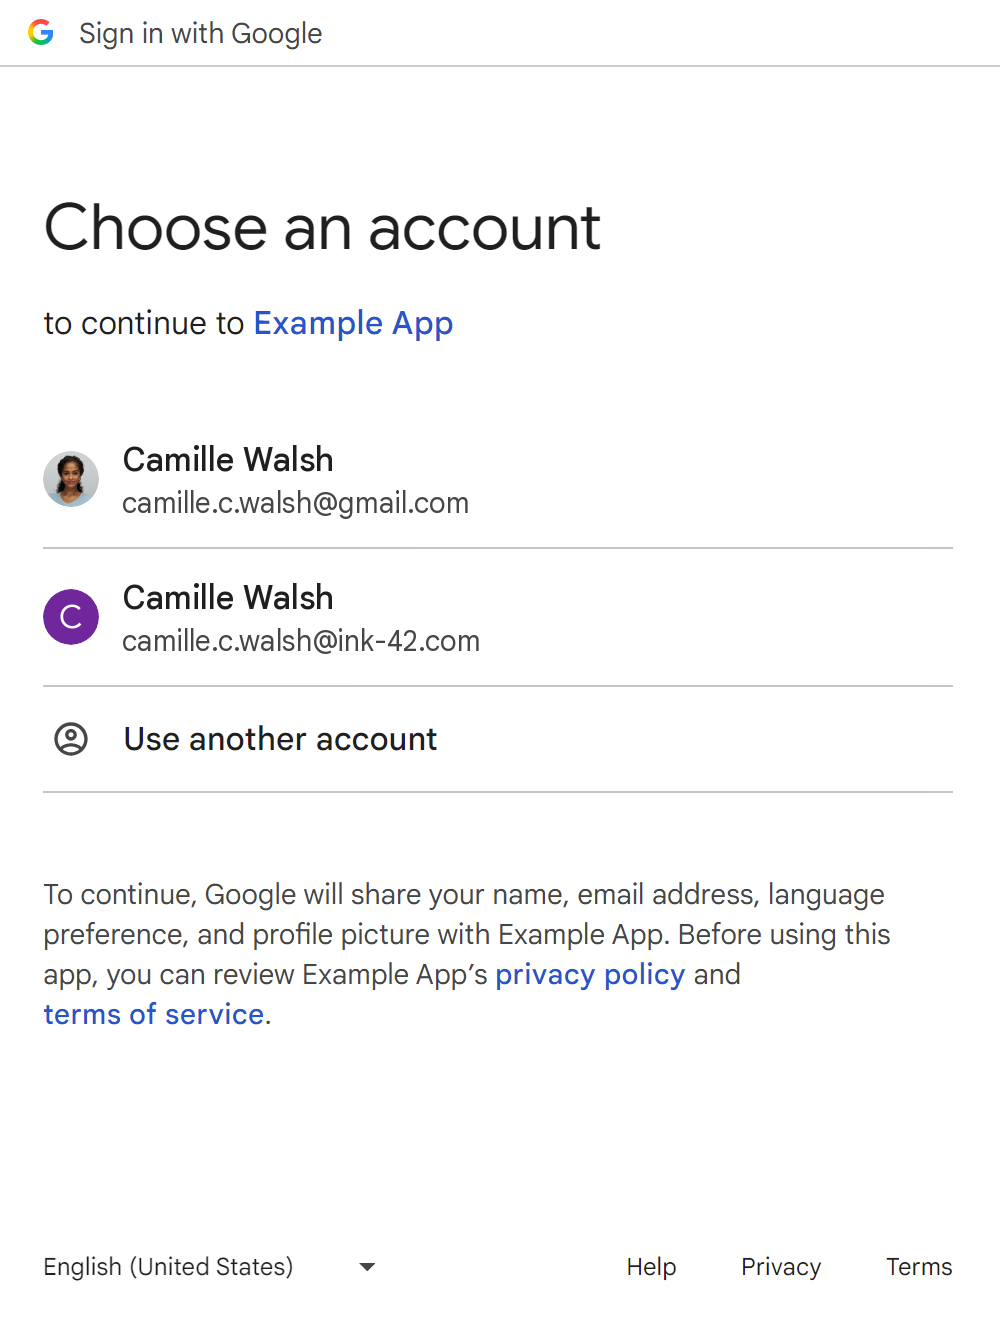 Sign in with Google
Choose an account
to continue to Example App
Camille Walsh
camille.c.walsh@gmail.com
C
Camille Walsh
camille.c.walsh@ink-42.com
Use another account
To continue, Google will share your name, email address, language
preference, and profile picture with Example App. Before using this
app, you can review Example App’s privacy policy and
terms of service.
English (United States)
Help Privacy Terms